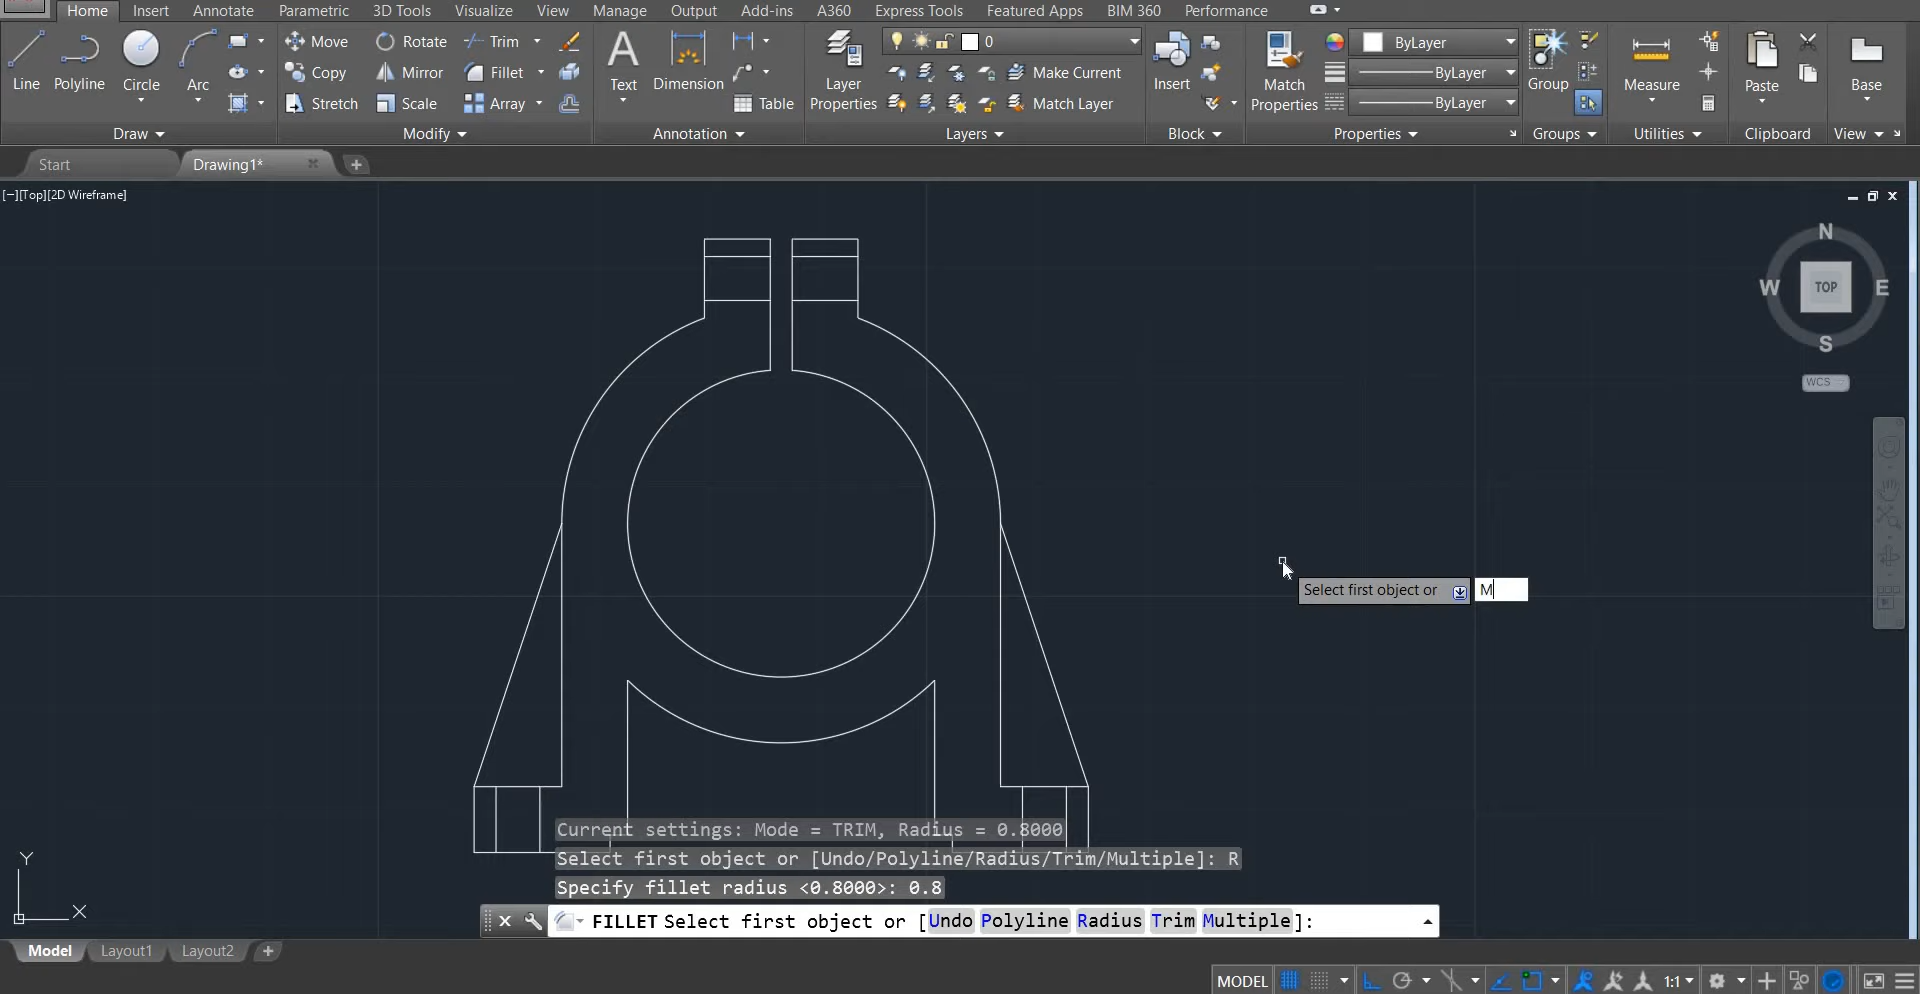 Home Insert Annotate Parametric 3D Tools Visualize View Manage Output Add-ins A360 Express Tools Featured Apps BIM 360 Performance
Line Polyline Circle Arc
Move Rotate Trim
Copy Mirror Fillet
Stretch Scale Array
Text Dimension Table
Layer Properties
0
Make Current
Match Layer
Insert
Match Properties
ByLayer
ByLayer
ByLayer
Group Measure Paste Base
Draw Modify Annotation Layers Block Properties Groups Utilities Clipboard View
Start Drawing1*
[−][Top][2D Wireframe]
N
W TOP E
S
WCS
Select first object or M
Y
X
Current settings: Mode = TRIM, Radius = 0.8000
Select first object or [Undo/Polyline/Radius/Trim/Multiple]: R
Specify fillet radius <0.8000>: 0.8
FILLET Select first object or [Undo Polyline Radius Trim Multiple]:
Model Layout1 Layout2
MODEL 1:1